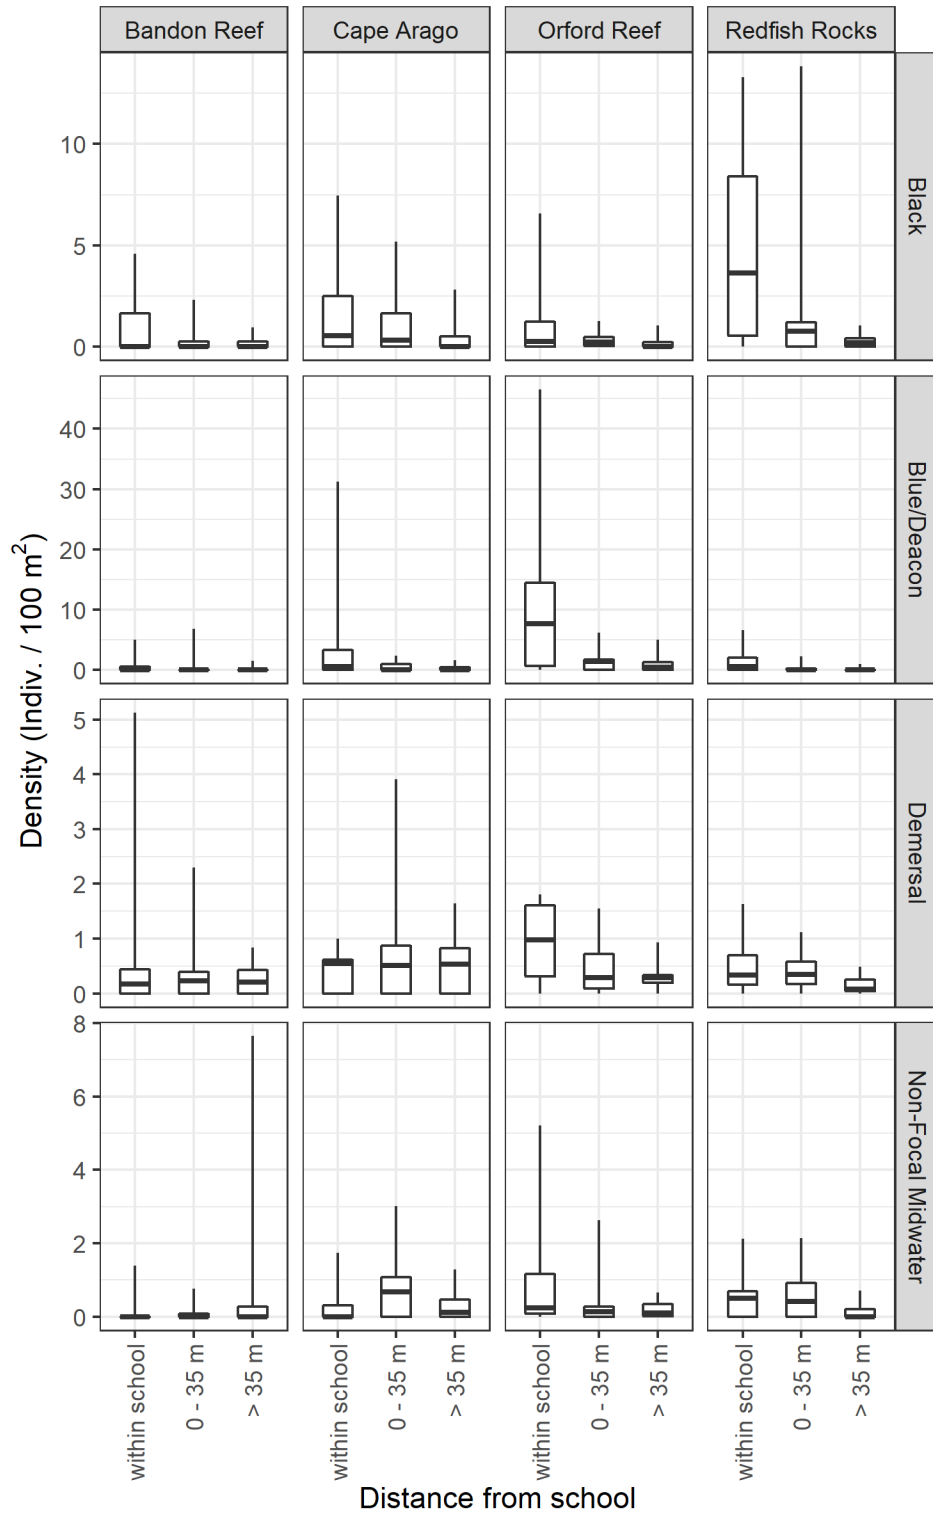 Bandon Reef Cape Arago Orford Reef Redfish Rocks
10
5
0
Black
40
30
20
10
0
Blue/Deacon
5
4
3
2
1
0
Demersal
8
6
4
2
0
Non-Focal Midwater
Density (Indiv. / 100 m²)
within school 0 - 35 m > 35 m within school 0 - 35 m > 35 m within school 0 - 35 m > 35 m within school 0 - 35 m > 35 m
Distance from school